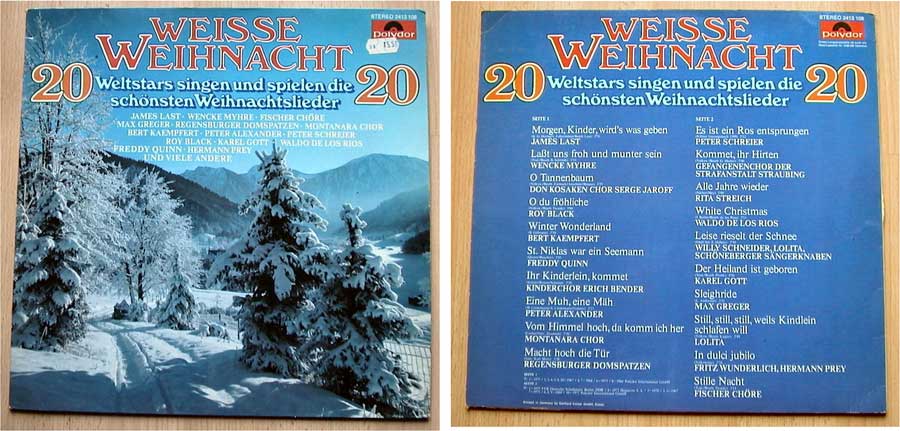 WEISSE
WEIHNACHT
STEREO 2413 108
Polydor
20
20
Weltstars singen und spielen die
schönsten Weihnachtslieder
JAMES LAST · WENCKE MYHRE · FISCHER CHÖRE
MAX GREGER · REGENSBURGER DOMSPATZEN · MONTANARA CHOR
BERT KAEMPFERT · PETER ALEXANDER · PETER SCHREIER
ROY BLACK · KAREL GOTT · WALDO DE LOS RIOS
FREDDY QUINN · HERMANN PREY
UND VIELE ANDERE
WEISSE
WEIHNACHT
STEREO 2413 108
Polydor
20
20
Weltstars singen und spielen die
schönsten Weihnachtslieder
SEITE 1
Morgen, Kinder, wird's was geben
JAMES LAST
Laßt uns froh und munter sein
WENCKE MYHRE
O Tannenbaum
DON KOSAKEN CHOR SERGE JAROFF
O du fröhliche
ROY BLACK
Winter Wonderland
BERT KAEMPFERT
St. Niklas war ein Seemann
FREDDY QUINN
Ihr Kinderlein, kommet
KINDERCHOR ERICH BENDER
Eine Muh, eine Mäh
PETER ALEXANDER
Vom Himmel hoch, da komm ich her
MONTANARA CHOR
Macht hoch die Tür
REGENSBURGER DOMSPATZEN
SEITE 2
Es ist ein Ros entsprungen
PETER SCHREIER
Kommet, ihr Hirten
GEFANGENENCHOR DER
STRAFANSTALT STRAUBING
Alle Jahre wieder
RITA STREICH
White Christmas
WALDO DE LOS RIOS
Leise rieselt der Schnee
WILLY SCHNEIDER, LOLITA,
SCHÖNEBERGER SÄNGERKNABEN
Der Heiland ist geboren
KAREL GOTT
Sleighride
MAX GREGER
Still, still, still, weils Kindlein
schlafen will
LOLITA
In dulci jubilo
FRITZ WUNDERLICH, HERMANN PREY
Stille Nacht
FISCHER CHÖRE
SEITE 1
SEITE 2